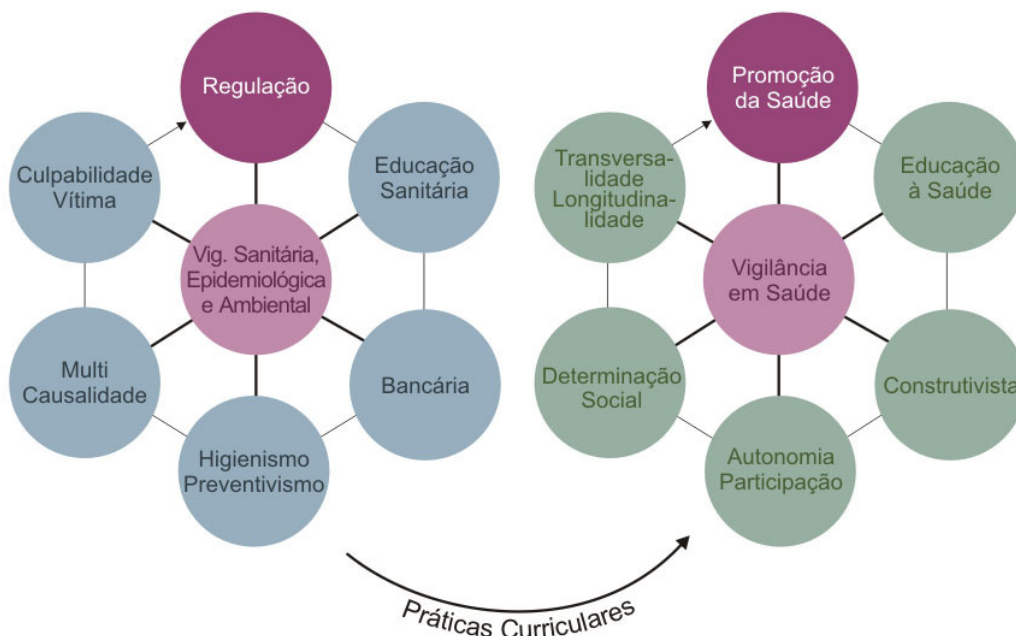 Regulação
Educação
Sanitária
Bancária
Higienismo
Preventivismo
Multi
Causalidade
Culpabilidade
Vítima
Vig. Sanitária,
Epidemiológica
e Ambiental
Promoção
da Saúde
Educação
à Saúde
Construtivista
Autonomia
Participação
Determinação
Social
Transversa-
lidade
Longitudina-
lidade
Vigilância
em Saúde
Práticas Curriculares